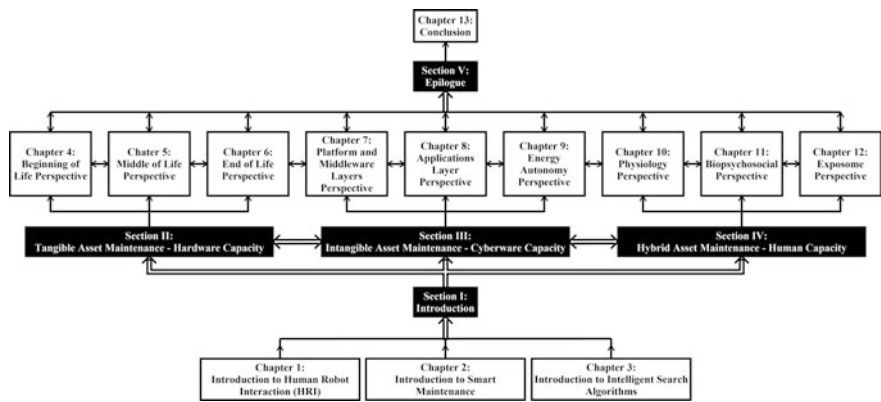 Chapter 13:
Conclusion
Section V:
Epilogue
Chapter 4:
Beginning of
Life Perspective
Chater 5:
Middle of Life
Perspective
Chapter 6:
End of Life
Perspective
Chapter 7:
Platform and
Middleware
Layers
Perspective
Chapter 8:
Applications
Layer
Perspective
Chapter 9:
Energy
Autonomy
Perspective
Chapter 10:
Physiology
Perspective
Chapter 11:
Biopsychosocial
Perspective
Chapter 12:
Exposome
Perspective
Section II:
Tangible Asset Maintenance - Hardware Capacity
Section III:
Intangible Asset Maintenance - Cyberware Capacity
Section IV:
Hybrid Asset Maintenance - Human Capacity
Section I:
Introduction
Chapter 1:
Introduction to Human Robot
Interaction (HRI)
Chapter 2:
Introduction to Smart
Maintenance
Chapter 3:
Introduction to Intelligent Search
Algorithms